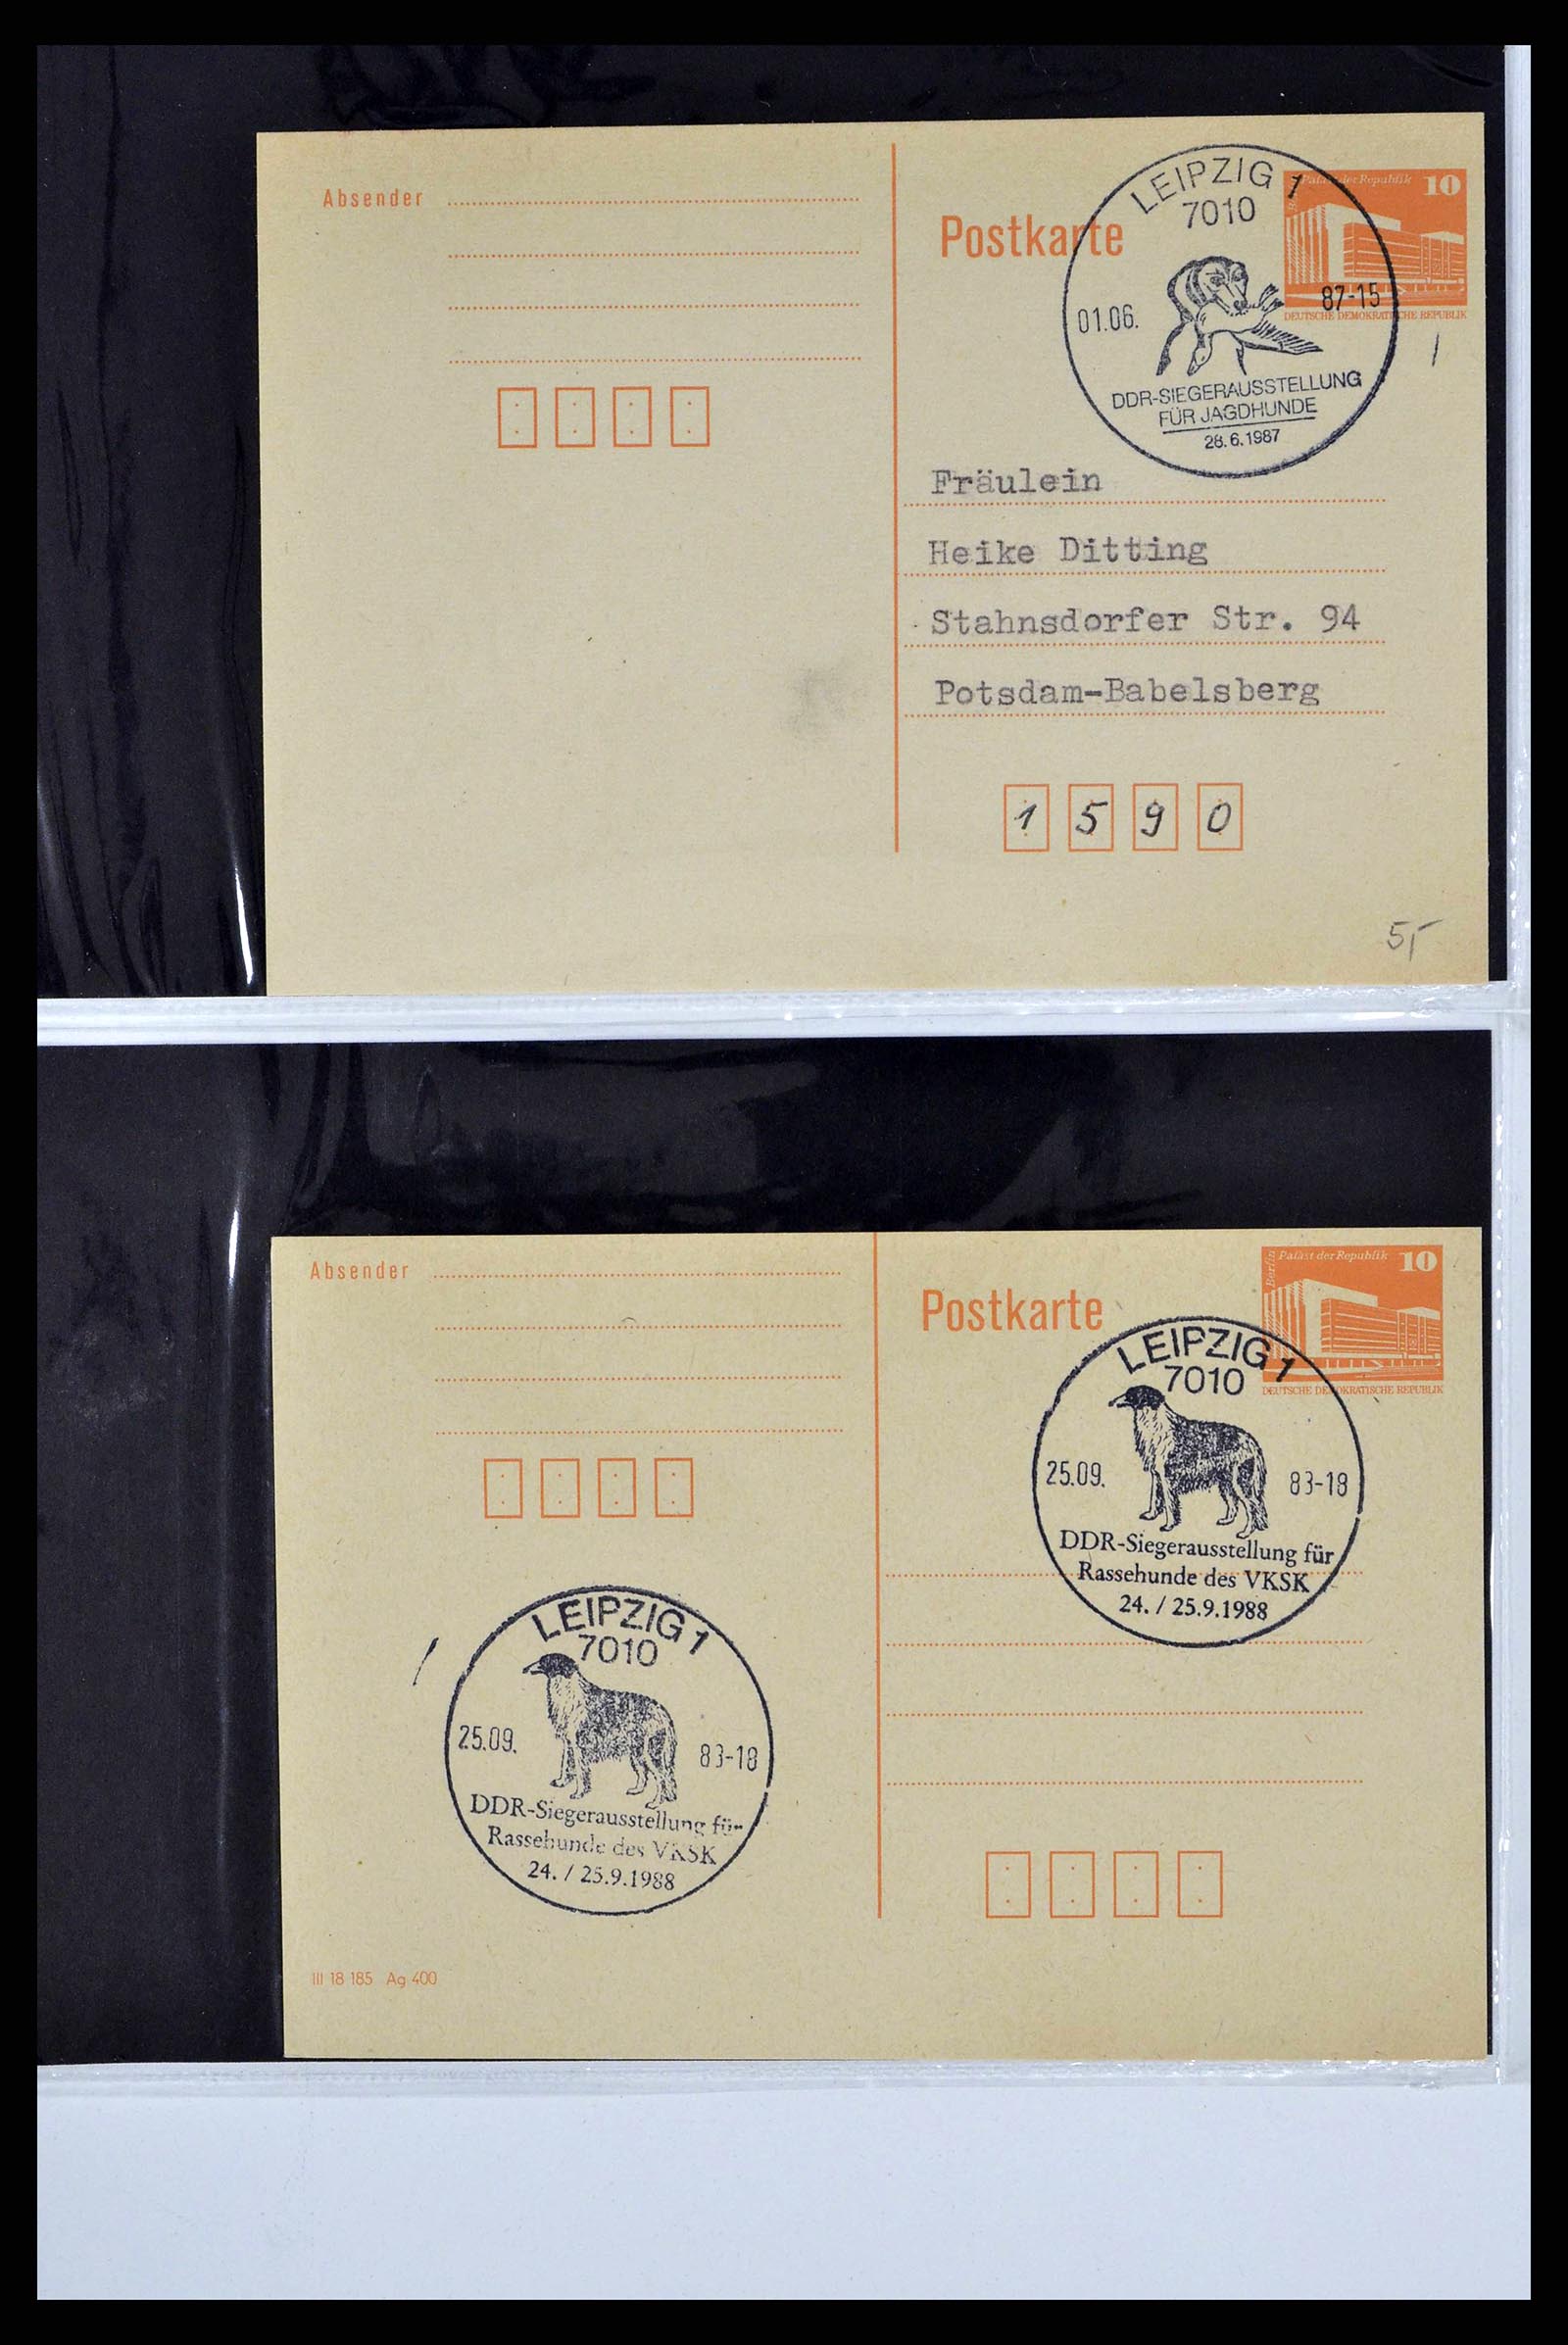 Absender
Postkarte
Palast der Republik 10
DEUTSCHE DEMOKRATISCHE REPUBLIK
LEIPZIG 1
7010
01.06. 87-15
DDR-SIEGERAUSSTELLUNG
FÜR JAGDHUNDE
28.6.1987
Fräulein
Heike Ditting
Stahnsdorfer Str. 94
Potsdam-Babelsberg
1 5 9 0
5,-
Absender
Postkarte
Berlin
Palast der Republik 10
DEUTSCHE DEMOKRATISCHE REPUBLIK
LEIPZIG 1
7010
25.09. 88-18
DDR-Siegerausstellung für
Rassehunde des VKSK
24. / 25.9.1988
LEIPZIG 1
7010
25.09. 88-18
DDR-Siegerausstellung für
Rassehunde des VKSK
24. / 25.9.1988
III 18 185 Ag 400